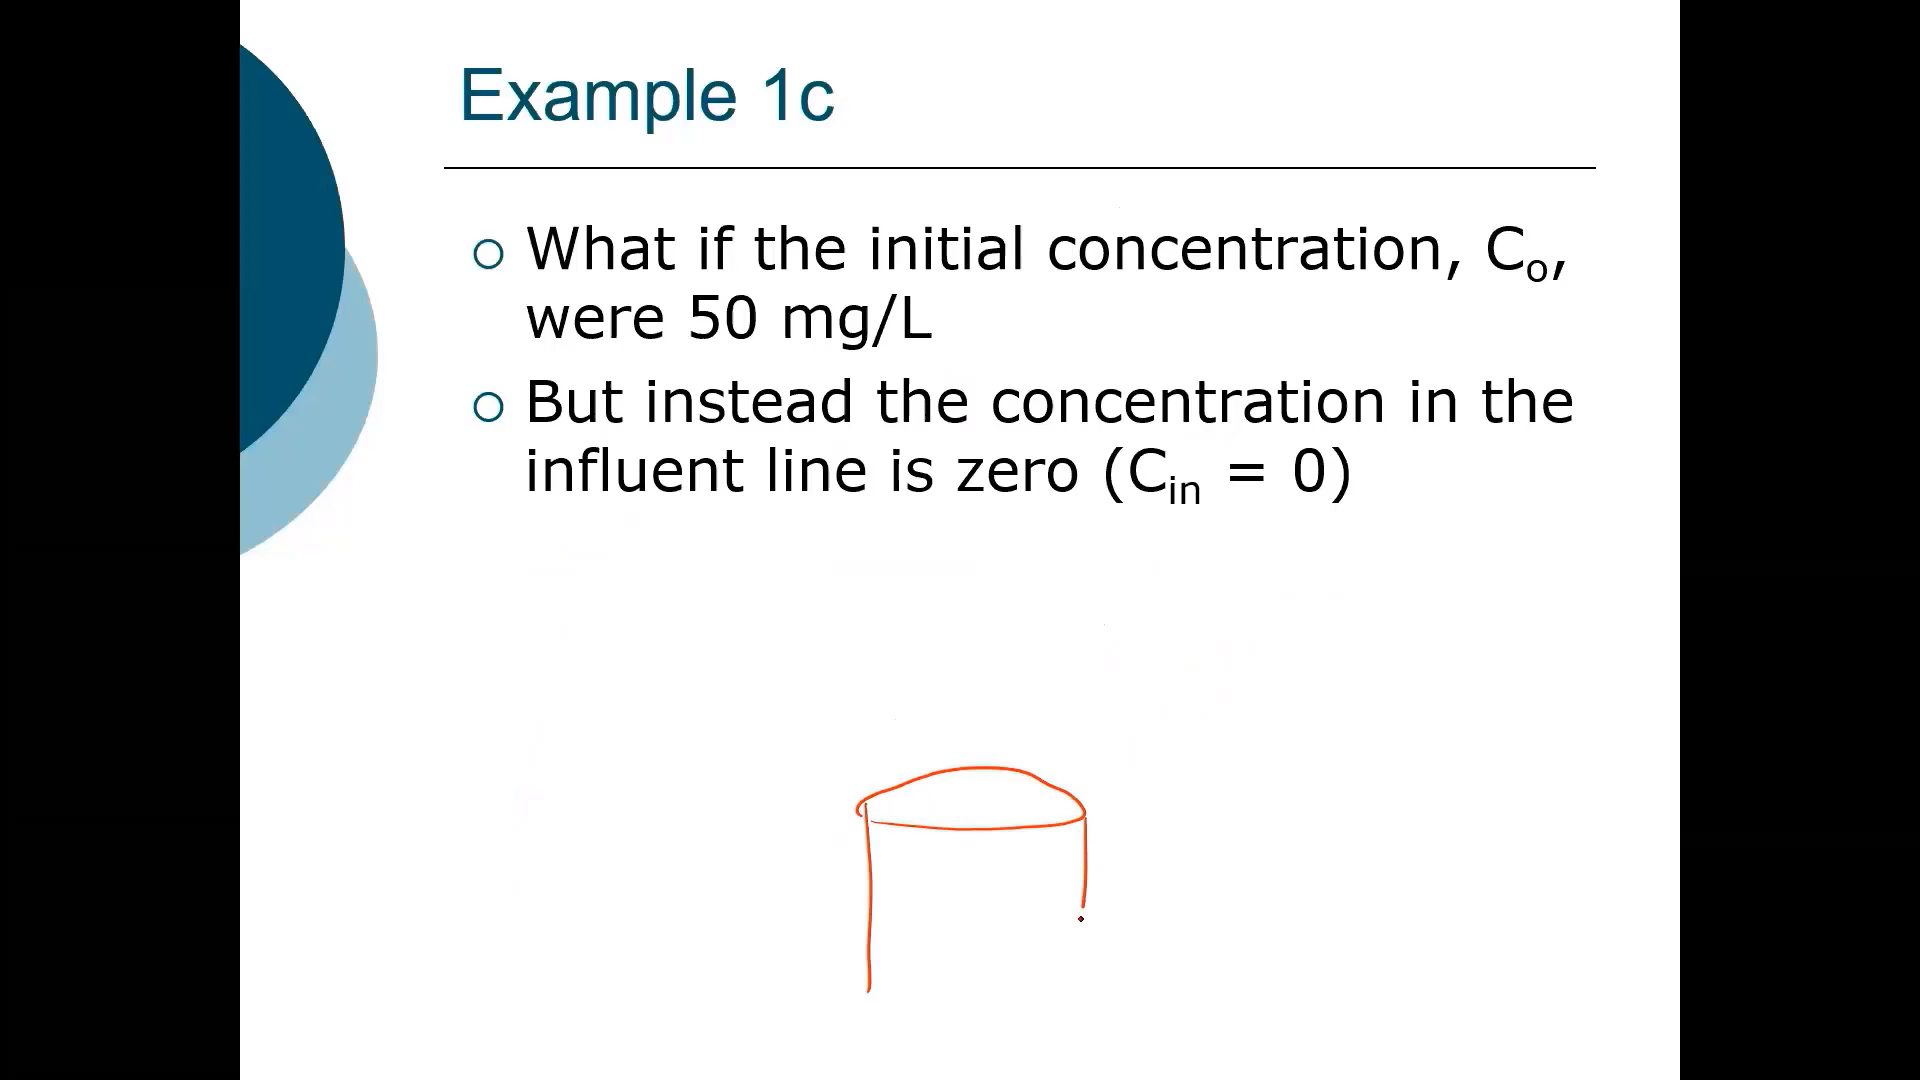 Example 1c
What if the initial concentration, Co,
were 50 mg/L
But instead the concentration in the
influent line is zero (Cin = 0)